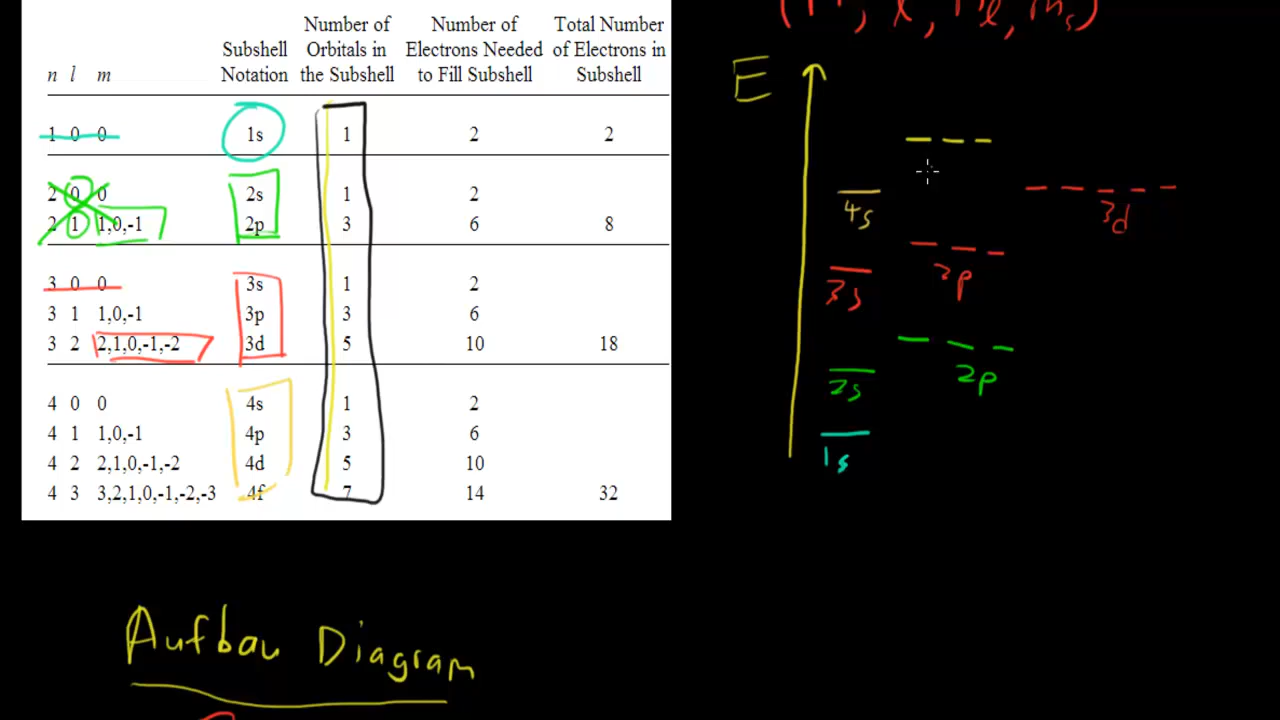 Number of Number of Total Number
Subshell Orbitals in Electrons Needed of Electrons in
n l m Notation the Subshell to Fill Subshell Subshell
1 0 0 1s 1 2 2
2 0 0 2s 1 2
2 1 1,0,-1 2p 3 6 8
3 0 0 3s 1 2
3 1 1,0,-1 3p 3 6
3 2 2,1,0,-1,-2 3d 5 10 18
4 0 0 4s 1 2
4 1 1,0,-1 4p 3 6
4 2 2,1,0,-1,-2 4d 5 10
4 3 3,2,1,0,-1,-2,-3 4f 7 14 32
E
4s
3d
3p
3s
2p
2s
1s
Aufbau Diagram